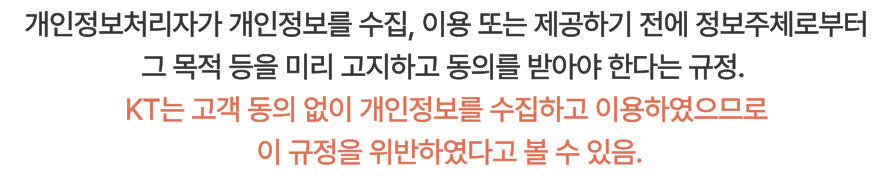 개인정보처리자가 개인정보를 수집, 이용 또는 제공하기 전에 정보주체로부터
그 목적 등을 미리 고지하고 동의를 받아야 한다는 규정.
KT는 고객 동의 없이 개인정보를 수집하고 이용하였으므로
이 규정을 위반하였다고 볼 수 있음.